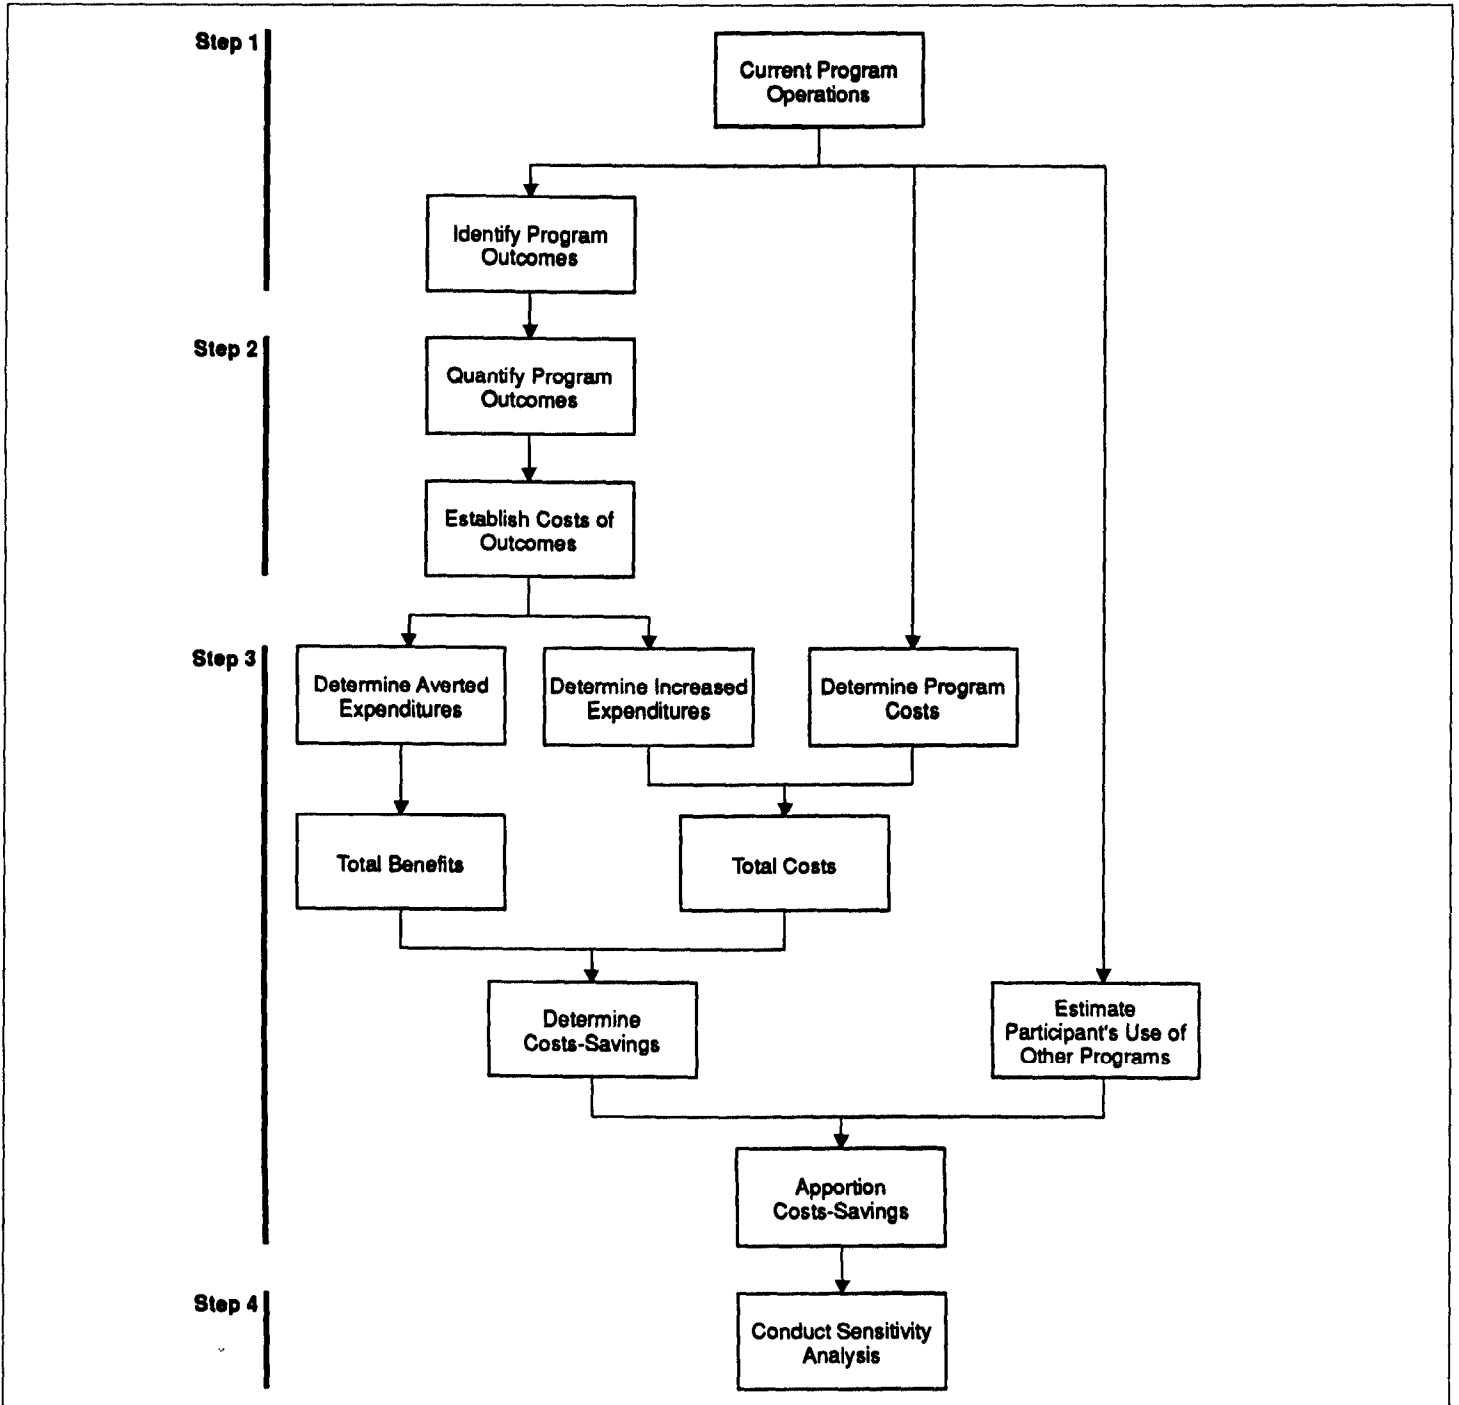 Step 1
Current Program
Operations
Identify Program
Outcomes
Step 2
Quantify Program
Outcomes
Establish Costs of
Outcomes
Step 3
Determine Averted
Expenditures
Determine Increased
Expenditures
Determine Program
Costs
Total Benefits
Total Costs
Determine
Costs-Savings
Estimate
Participant's Use of
Other Programs
Apportion
Costs-Savings
Step 4
Conduct Sensitivity
Analysis